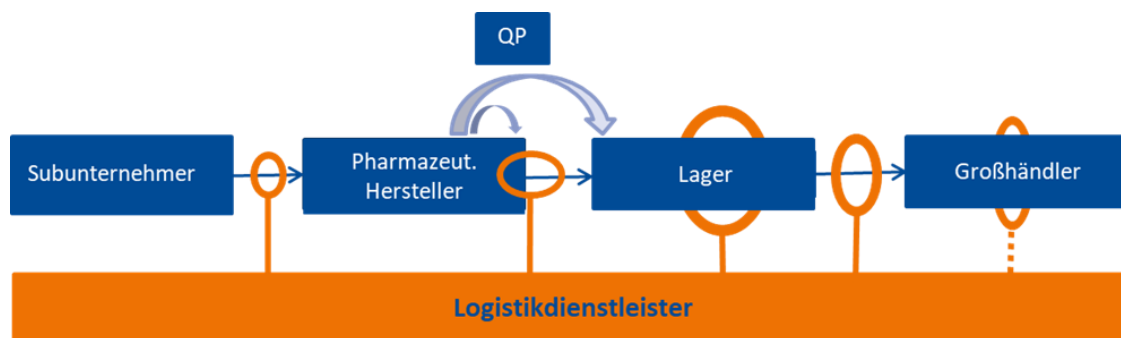 QP
Subunternehmer
Pharmazeut.
Hersteller
Lager
Großhändler
Logistikdienstleister